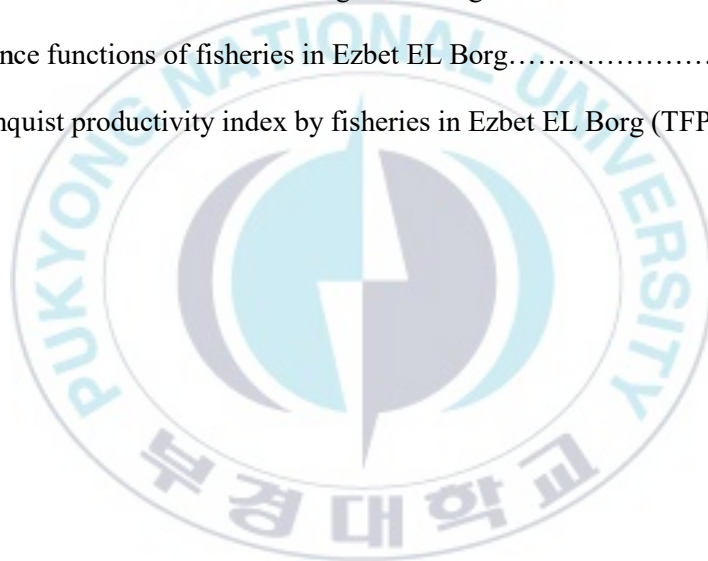 nce functions of fisheries in Ezbet EL Borg……………………
nquist productivity index by fisheries in Ezbet EL Borg (TFP
PUKYONG NATIONAL UNIVERSITY
부경대학교